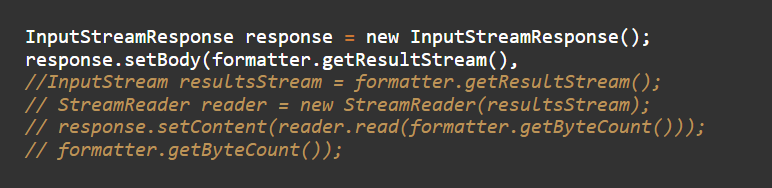 InputStreamResponse response = new InputStreamResponse();
response.setBody(formatter.getResultStream(),
//InputStream resultsStream = formatter.getResultStream();
// StreamReader reader = new StreamReader(resultsStream);
// response.setContent(reader.read(formatter.getByteCount()));
// formatter.getByteCount());